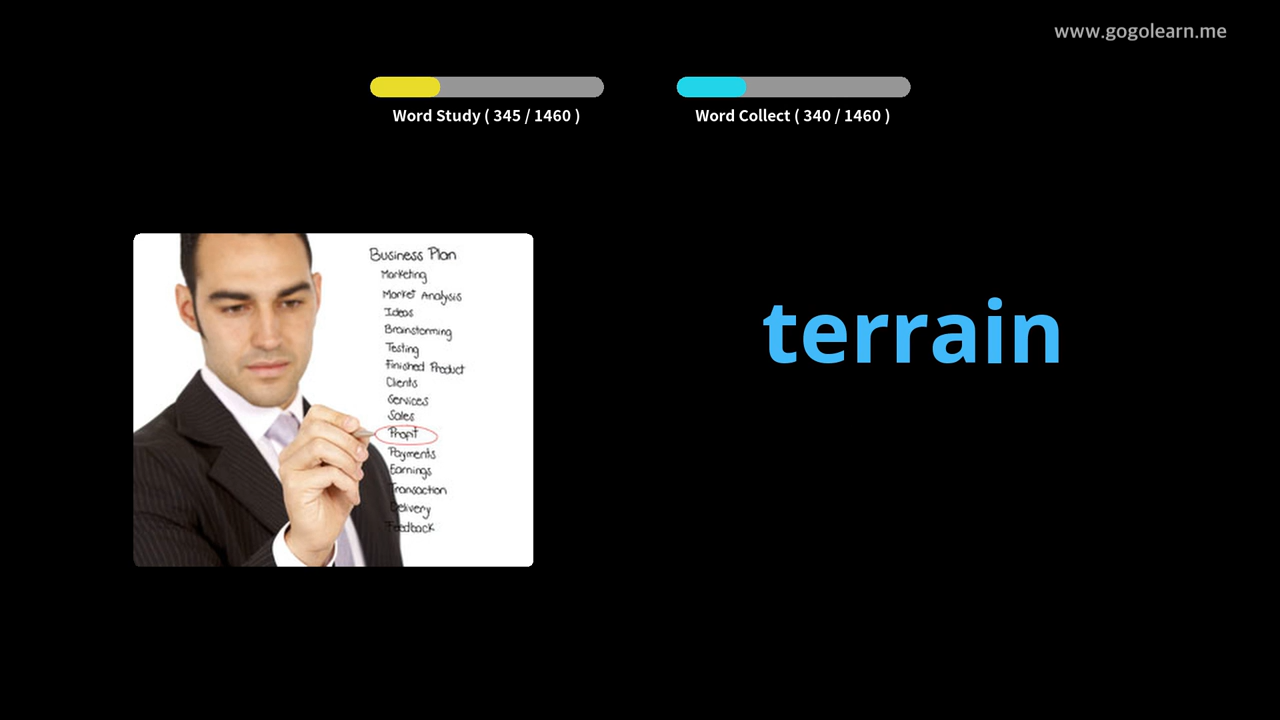 www.gogolearn.me
Word Study ( 345 / 1460 )
Word Collect ( 340 / 1460 )
Business Plan
Marketing
Market Analysis
Ideas
Brainstorming
Testing
Finished Product
Clients
Services
Sales
Profit
Payments
Earnings
Transaction
Delivery
Feedback
terrain